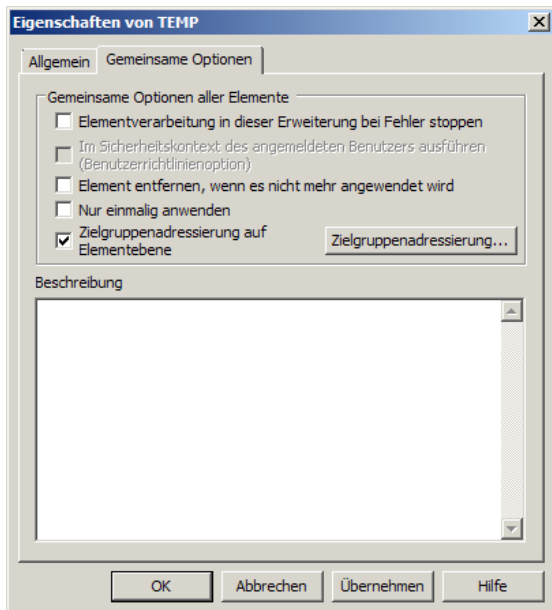 Eigenschaften von TEMP
Allgemein
Gemeinsame Optionen
Gemeinsame Optionen aller Elemente
Elementverarbeitung in dieser Erweiterung bei Fehler stoppen
Im Sicherheitskontext des angemeldeten Benutzers ausführen
(Benutzerrichtlinienoption)
Element entfernen, wenn es nicht mehr angewendet wird
Nur einmalig anwenden
Zielgruppenadressierung auf
Elementebene
Zielgruppenadressierung...
Beschreibung
OK
Abbrechen
Übernehmen
Hilfe